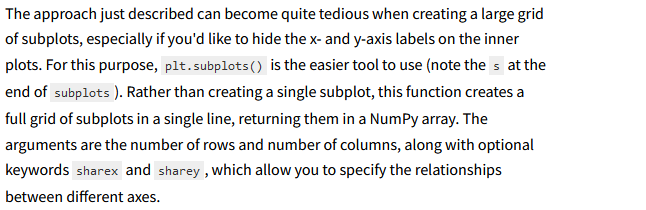 The approach just described can become quite tedious when creating a large grid
of subplots, especially if you'd like to hide the x- and y-axis labels on the inner
plots. For this purpose, plt.subplots() is the easier tool to use (note the s at the
end of subplots ). Rather than creating a single subplot, this function creates a
full grid of subplots in a single line, returning them in a NumPy array. The
arguments are the number of rows and number of columns, along with optional
keywords sharex and sharey , which allow you to specify the relationships
between different axes.